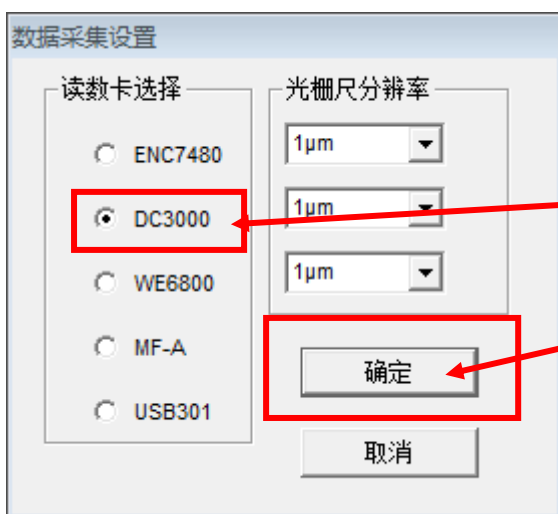 数据采集设置
读数卡选择
ENC7480
DC3000
WE6800
MF-A
USB301
光栅尺分辨率
1μm
1μm
1μm
确定
取消